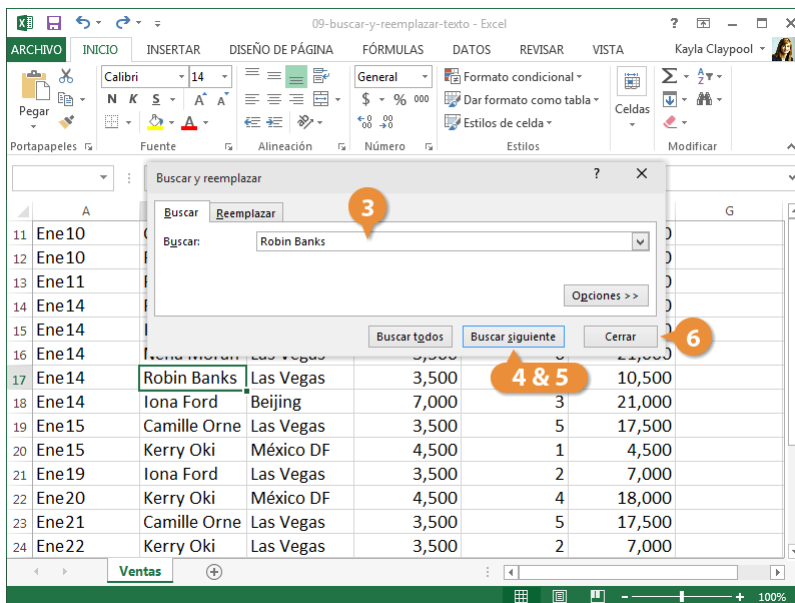 09-buscar-y-reemplazar-texto - Excel ?
ARCHIVO INICIO INSERTAR DISEÑO DE PÁGINA FÓRMULAS DATOS REVISAR VISTA Kayla Claypool
Pegar Calibri 14 General Formato condicional
N K S A A $ % 000 Dar formato como tabla Celdas
A Estilos de celda
Portapapeles Fuente Alineación Número Estilos Modificar
Buscar y reemplazar ?
Buscar Reemplazar 3
Buscar: Robin Banks
Opciones >>
Buscar todos Buscar siguiente Cerrar 6
4 & 5
A G
11 Ene10
12 Ene10
13 Ene11
14 Ene14
15 Ene14
16 Ene14 Nena Moran Las Vegas 3,500 6 21,000
17 Ene14 Robin Banks Las Vegas 3,500 10,500
18 Ene14 Iona Ford Beijing 7,000 3 21,000
19 Ene15 Camille Orne Las Vegas 3,500 5 17,500
20 Ene15 Kerry Oki México DF 4,500 1 4,500
21 Ene19 Iona Ford Las Vegas 3,500 2 7,000
22 Ene20 Kerry Oki México DF 4,500 4 18,000
23 Ene21 Camille Orne Las Vegas 3,500 5 17,500
24 Ene22 Kerry Oki Las Vegas 3,500 2 7,000
Ventas
100%